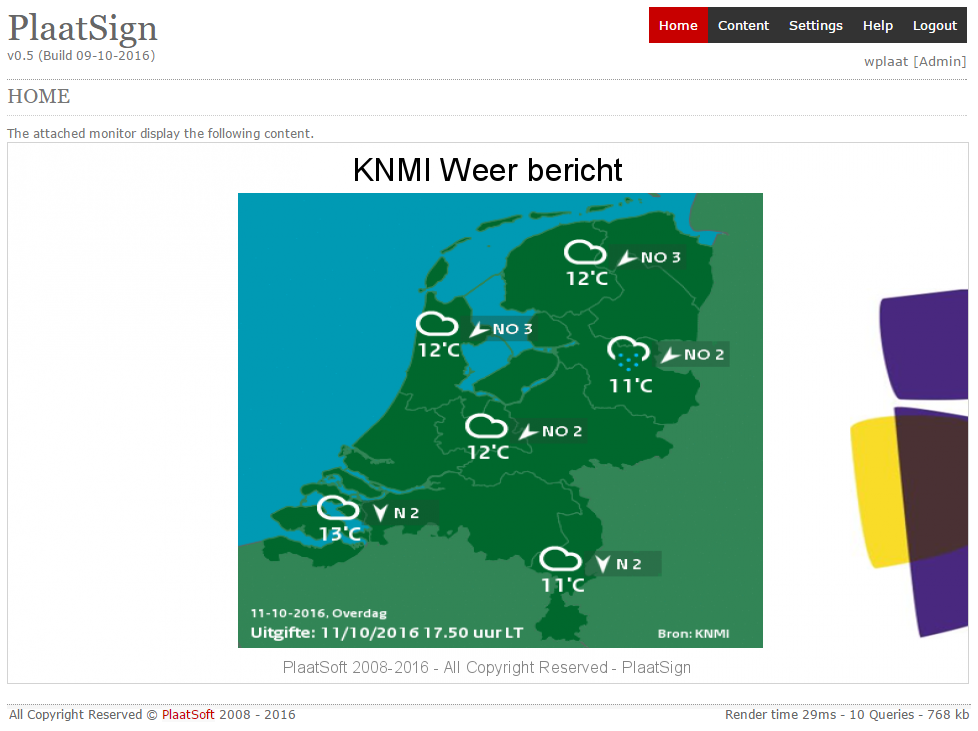 PlaatSign
v0.5 (Build 09-10-2016)
Home Content Settings Help Logout
wplaat [Admin]
HOME
The attached monitor display the following content.
KNMI Weer bericht
12°C NO 3
12°C NO 3
11°C NO 2
12°C NO 2
13°C N 2
11°C N 2
11-10-2016, Overdag
Uitgifte: 11/10/2016 17.50 uur LT
Bron: KNMI
PlaatSoft 2008-2016 - All Copyright Reserved - PlaatSign
All Copyright Reserved © PlaatSoft 2008 - 2016
Render time 29ms - 10 Queries - 768 kb